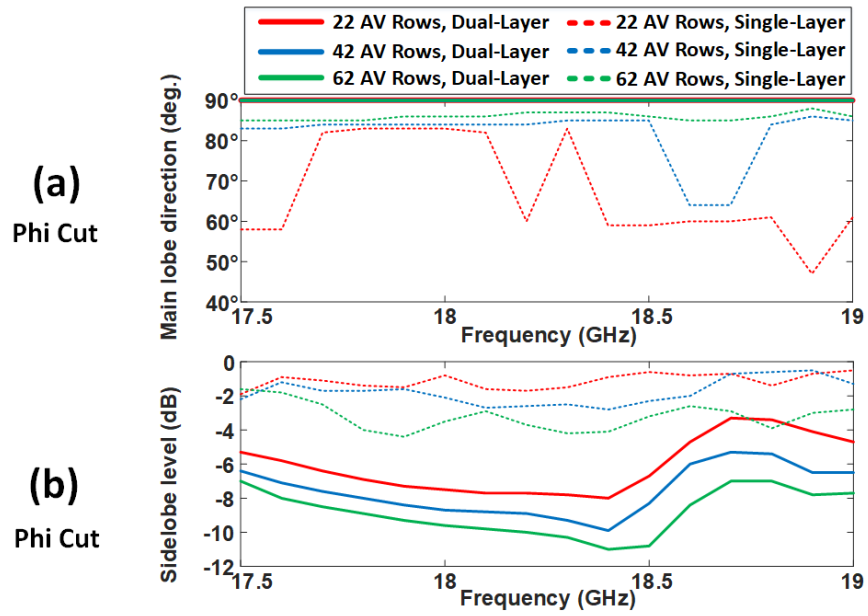 22 AV Rows, Dual-Layer 22 AV Rows, Single-Layer
42 AV Rows, Dual-Layer 42 AV Rows, Single-Layer
62 AV Rows, Dual-Layer 62 AV Rows, Single-Layer
(a)
Phi Cut
Main lobe direction (deg.)
90°
80°
70°
60°
50°
40°
17.5 18 18.5 19
Frequency (GHz)
(b)
Phi Cut
Sidelobe level (dB)
0
-2
-4
-6
-8
-10
-12
17.5 18 18.5 19
Frequency (GHz)